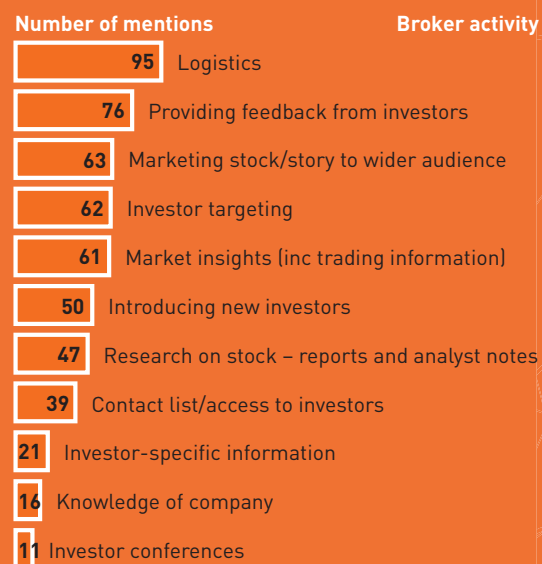 Number of mentions Broker activity
95 Logistics
76 Providing feedback from investors
63 Marketing stock/story to wider audience
62 Investor targeting
61 Market insights (inc trading information)
50 Introducing new investors
47 Research on stock – reports and analyst notes
39 Contact list/access to investors
21 Investor-specific information
16 Knowledge of company
11 Investor conferences